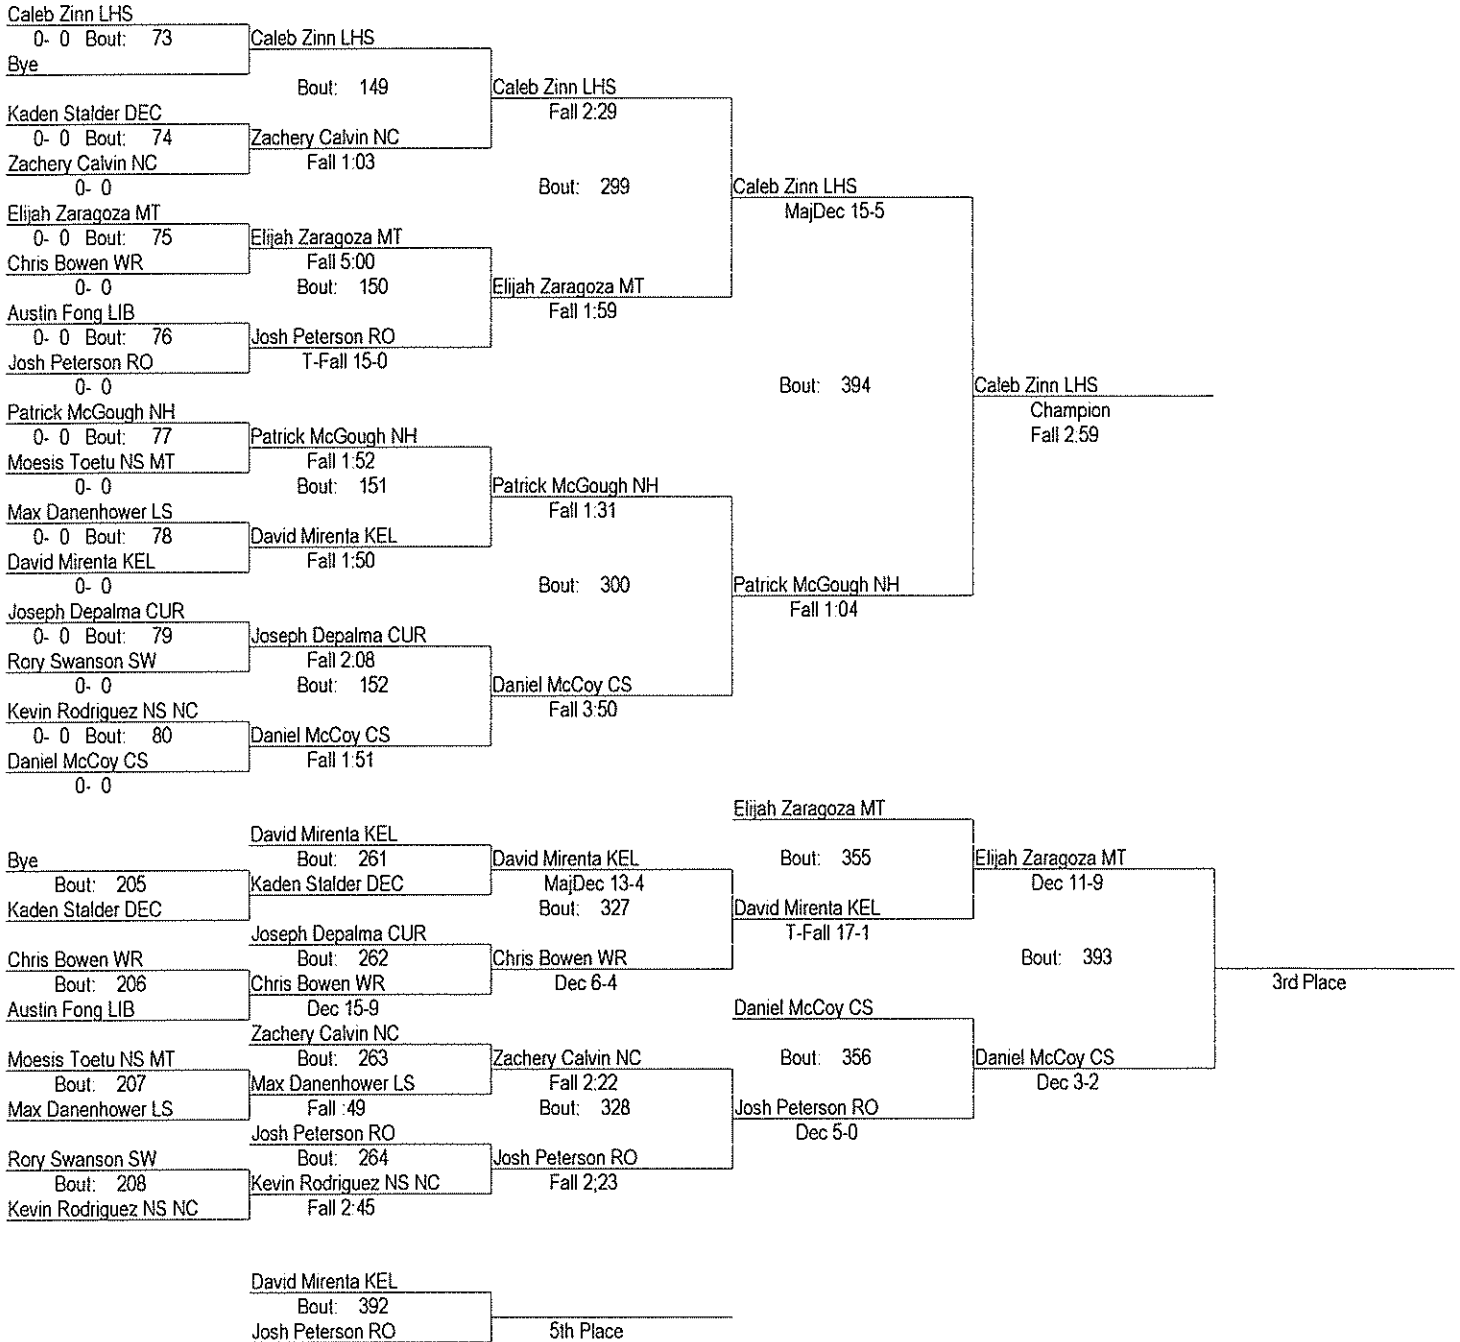 Caleb Zinn LHS
0- 0 Bout: 73
Bye
Caleb Zinn LHS
Bout: 149
Kaden Stalder DEC
0- 0 Bout: 74
Zachery Calvin NC
0- 0
Zachery Calvin NC
Fall 1:03
Caleb Zinn LHS
Fall 2:29
Bout: 299
Elijah Zaragoza MT
0- 0 Bout: 75
Chris Bowen WR
0- 0
Elijah Zaragoza MT
Fall 5:00
Bout: 150
Austin Fong LIB
0- 0 Bout: 76
Josh Peterson RO
0- 0
Josh Peterson RO
T-Fall 15-0
Elijah Zaragoza MT
Fall 1:59
Caleb Zinn LHS
MajDec 15-5
Bout: 394
Caleb Zinn LHS
Champion
Fall 2:59
Patrick McGough NH
0- 0 Bout: 77
Moesis Toetu NS MT
0- 0
Patrick McGough NH
Fall 1:52
Bout: 151
Max Danenhower LS
0- 0 Bout: 78
David Mirenta KEL
0- 0
David Mirenta KEL
Fall 1:50
Patrick McGough NH
Fall 1:31
Bout: 300
Joseph Depalma CUR
0- 0 Bout: 79
Rory Swanson SW
0- 0
Joseph Depalma CUR
Fall 2:08
Bout: 152
Kevin Rodriguez NS NC
0- 0 Bout: 80
Daniel McCoy CS
0- 0
Daniel McCoy CS
Fall 1:51
Daniel McCoy CS
Fall 3:50
Patrick McGough NH
Fall 1:04
Bye
Bout: 205
Kaden Stalder DEC
David Mirenta KEL
Bout: 261
Kaden Stalder DEC
David Mirenta KEL
MajDec 13-4
Bout: 327
Chris Bowen WR
Bout: 206
Austin Fong LIB
Joseph Depalma CUR
Bout: 262
Chris Bowen WR
Dec 15-9
Chris Bowen WR
Dec 6-4
Elijah Zaragoza MT
Bout: 355
David Mirenta KEL
T-Fall 17-1
Elijah Zaragoza MT
Dec 11-9
Bout: 393
3rd Place
Moesis Toetu NS MT
Bout: 207
Max Danenhower LS
Zachery Calvin NC
Bout: 263
Max Danenhower LS
Fall :49
Zachery Calvin NC
Fall 2:22
Bout: 328
Rory Swanson SW
Bout: 208
Kevin Rodriguez NS NC
Josh Peterson RO
Bout: 264
Kevin Rodriguez NS NC
Fall 2:45
Josh Peterson RO
Fall 2;23
Daniel McCoy CS
Bout: 356
Josh Peterson RO
Dec 5-0
Daniel McCoy CS
Dec 3-2
David Mirenta KEL
Bout: 392
Josh Peterson RO
5th Place